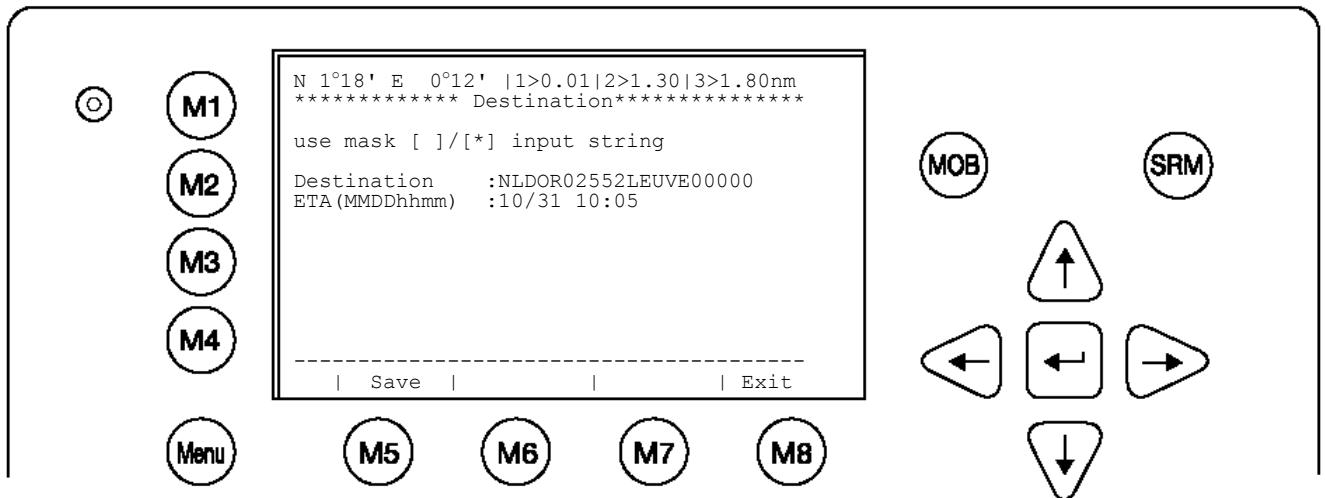 N 1°18' E 0°12' |1>0.01|2>1.30|3>1.80nm
************* Destination***************
use mask [ ]/[*] input string
Destination :NLDOR02552LEUVE00000
ETA(MMDDhhmm) :10/31 10:05
----------------------------------------
| Save | | | Exit
M1
M2
M3
M4
Menu
M5
M6
M7
M8
MOB
SRM